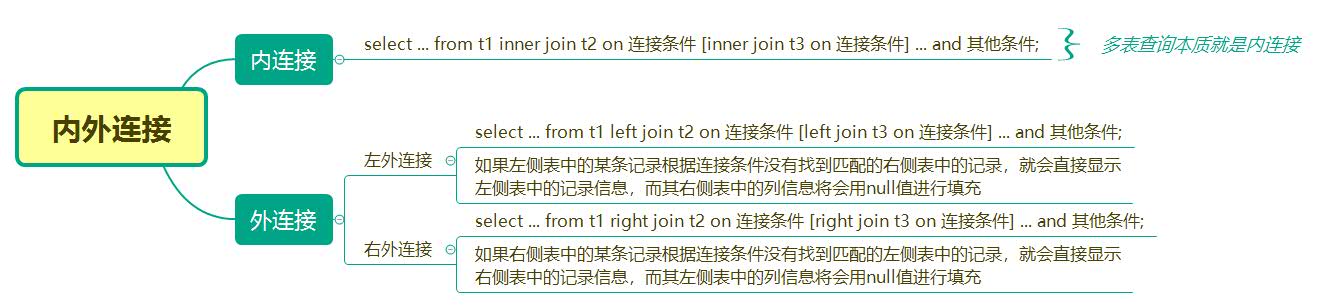 内外连接
内连接
select ... from t1 inner join t2 on 连接条件 [inner join t3 on 连接条件] ... and 其他条件;
多表查询本质就是内连接
外连接
左外连接
select ... from t1 left join t2 on 连接条件 [left join t3 on 连接条件] ... and 其他条件;
如果左侧表中的某条记录根据连接条件没有找到匹配的右侧表中的记录，就会直接显示
左侧表中的记录信息，而其右侧表中的列信息将会用null值进行填充
右外连接
select ... from t1 right join t2 on 连接条件 [right join t3 on 连接条件] ... and 其他条件;
如果右侧表中的某条记录根据连接条件没有找到匹配的左侧表中的记录，就会直接显示
右侧表中的记录信息，而其左侧表中的列信息将会用null值进行填充